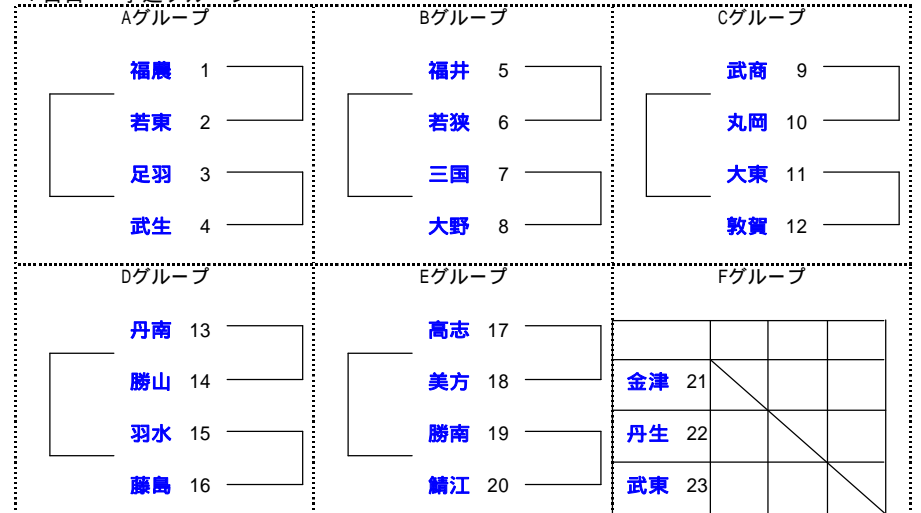 Aグループ
福農 1
若東 2
足羽 3
武生 4
Bグループ
福井 5
若狭 6
三国 7
大野 8
Cグループ
武商 9
丸岡 10
大東 11
敦賀 12
Dグループ
丹南 13
勝山 14
羽水 15
藤島 16
Eグループ
高志 17
美方 18
勝南 19
鯖江 20
Fグループ
金津 21
丹生 22
武東 23